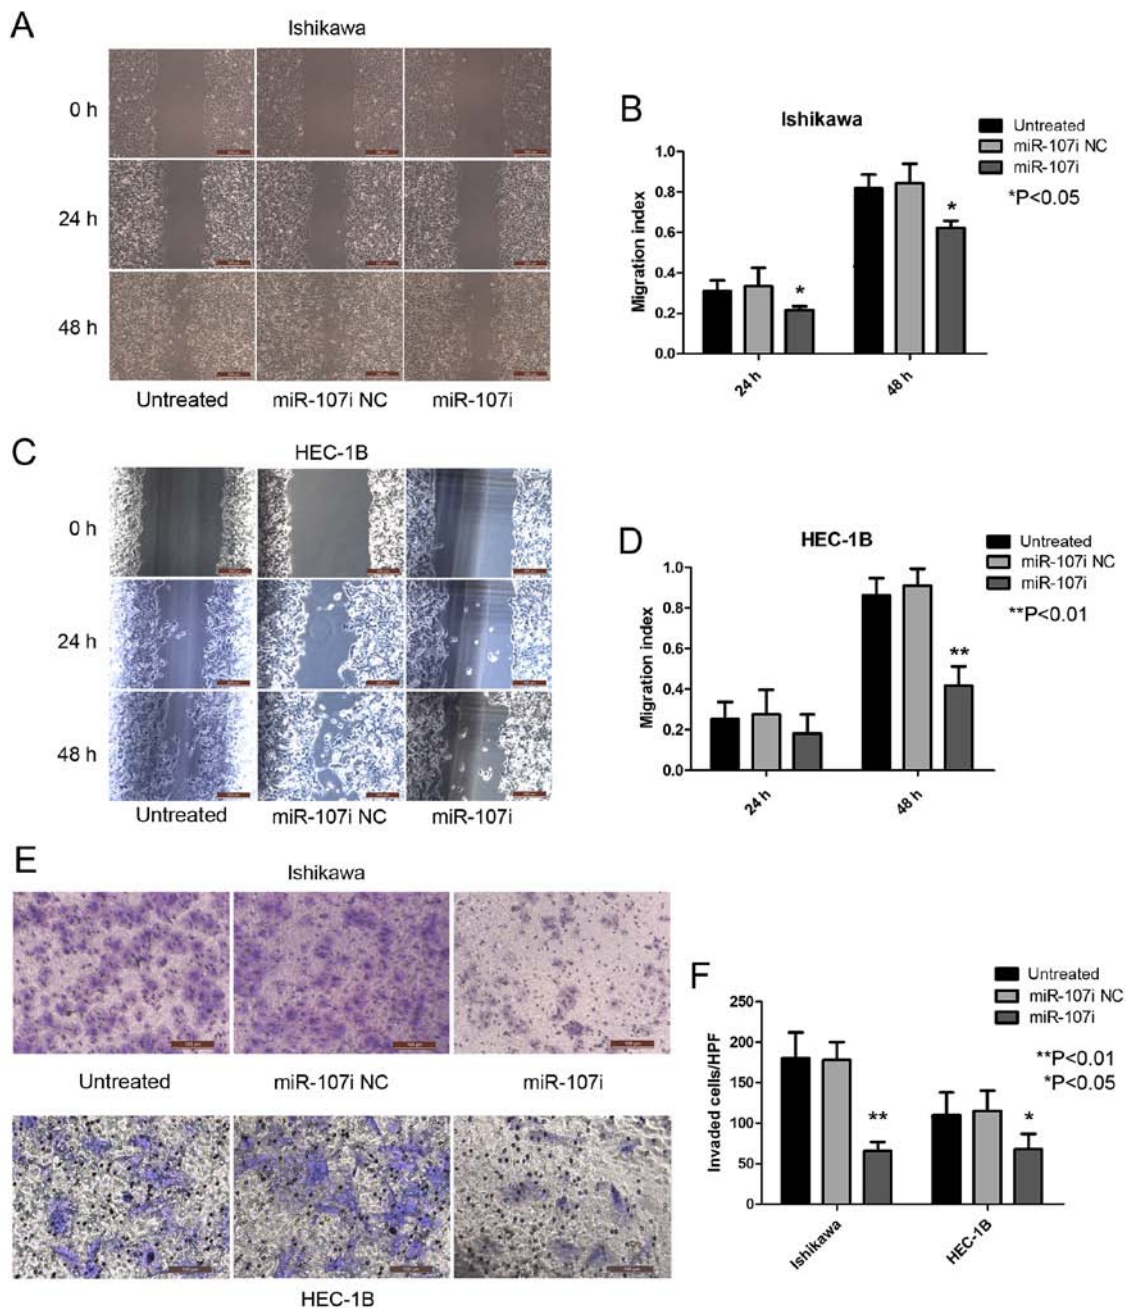 A
Ishikawa
0 h
24 h
48 h
Untreated miR-107i NC miR-107i
B
Ishikawa
Untreated
miR-107i NC
miR-107i
*P<0.05
Migration index
1.0
0.8
0.6
0.4
0.2
0.0
*
*
24 h
48 h
C
HEC-1B
0 h
24 h
48 h
Untreated miR-107i NC miR-107i
D
HEC-1B
Untreated
miR-107i NC
miR-107i
**P<0.01
Migration index
1.0
0.8
0.6
0.4
0.2
0.0
**
24 h
48 h
E
Ishikawa
Untreated miR-107i NC miR-107i
HEC-1B
F
Untreated
miR-107i NC
miR-107i
**P<0.01
*P<0.05
Invaded cells/HPF
250
200
150
100
50
0
**
*
Ishikawa
HEC-1B